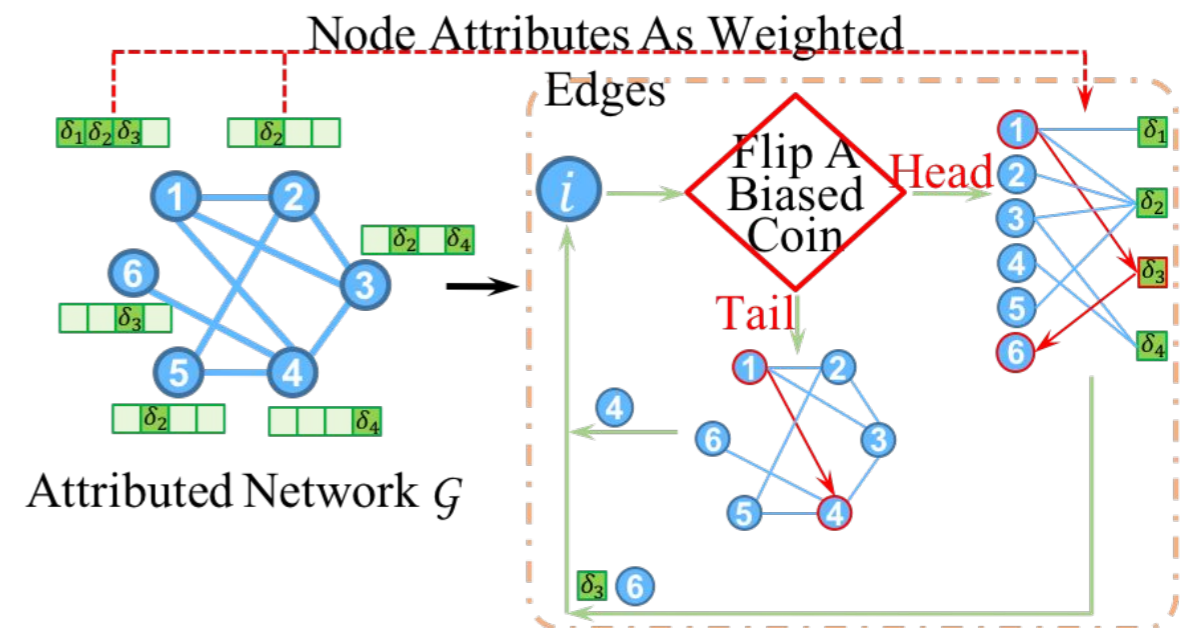 Node Attributes As Weighted
Edges
δ1 δ2 δ3
δ2
1
2
δ2 δ4
3
6
δ3
5
4
δ2
δ4
Attributed Network 𝒢
i
Flip A
Biased
Coin
Head
Tail
1
2
3
4
5
6
δ1
δ2
δ3
δ4
1
2
4
6
3
5
4
δ3 6